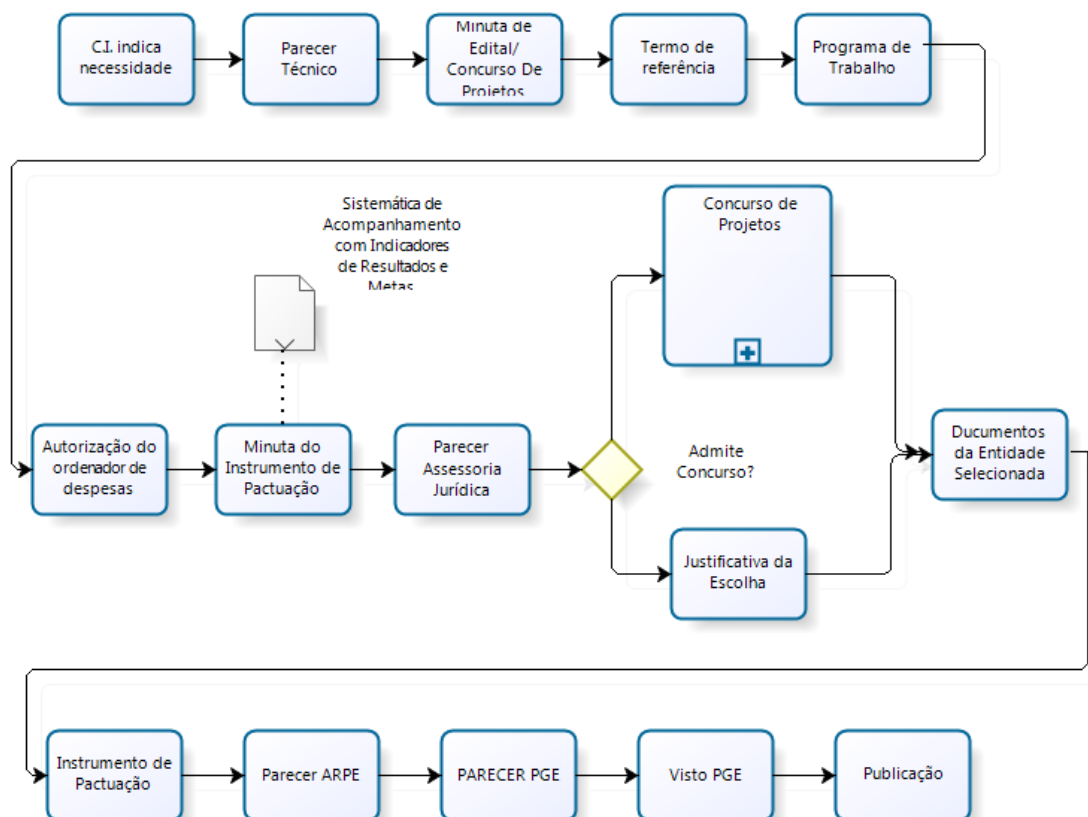 C.I. indica
necessidade
Parecer
Técnico
Minuta de
Edital/
Concurso De
Projetos
Termo de
referência
Programa de
Trabalho
Sistemática de
Acompanhamento
com Indicadores
de Resultados e
Metas
Concurso de
Projetos
Autorização do
ordenador de
despesas
Minuta do
Instrumento de
Pactuação
Parecer
Assessoria
Jurídica
Admite
Concurso?
Ducumentos
da Entidade
Selecionada
Justificativa da
Escolha
Instrumento de
Pactuação
Parecer ARPE
PARECER PGE
Visto PGE
Publicação